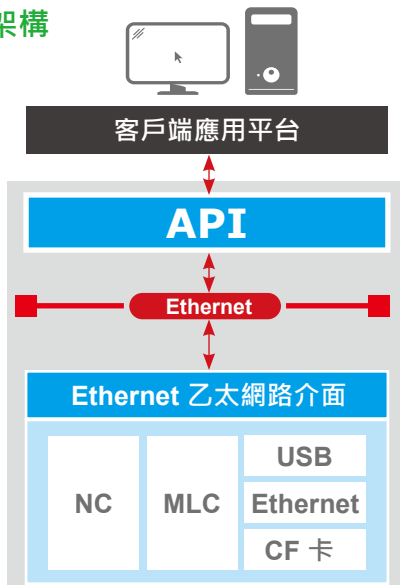 架構
客戶端應用平台
API
Ethernet
Ethernet 乙太網路介面
NC
MLC
USB
Ethernet
CF 卡